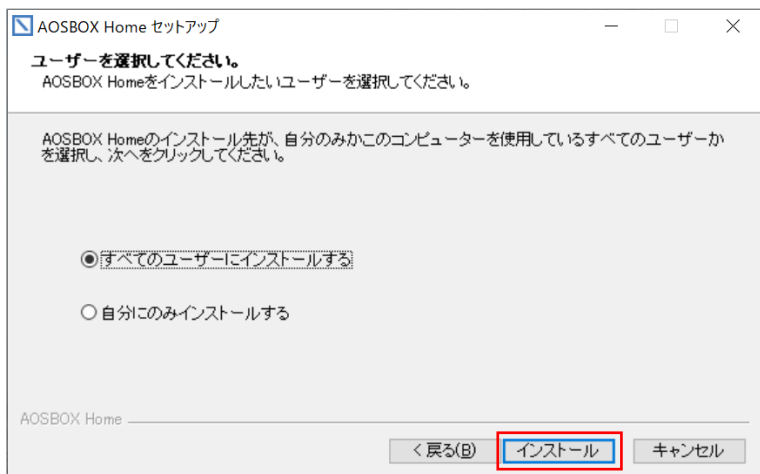 AOSBOX Home セットアップ
ユーザーを選択してください。
AOSBOX Homeをインストールしたいユーザーを選択してください。
AOSBOX Homeのインストール先が、自分のみかこのコンピューターを使用しているすべてのユーザーか
を選択し、次へをクリックしてください。
すべてのユーザーにインストールする
自分にのみインストールする
AOSBOX Home
< 戻る(B) インストール キャンセル